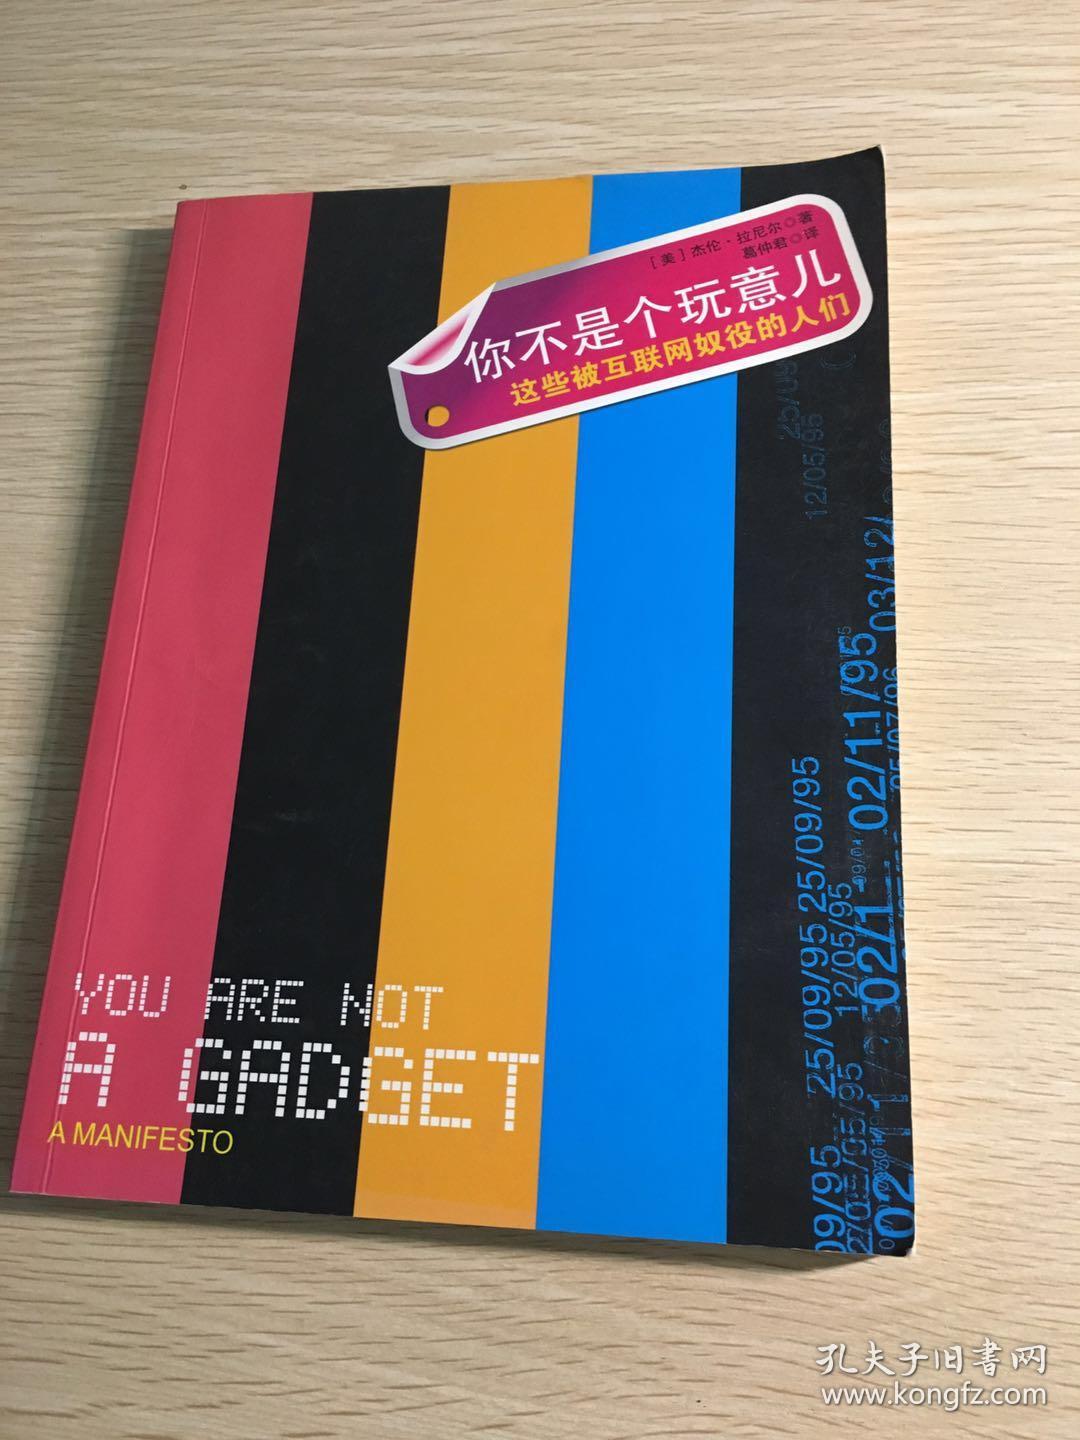 [美]杰伦·拉尼尔◎著
葛仲君◎译
你不是个玩意儿
这些被互联网奴役的人们
YOU ARE NOT
A GADGET
A MANIFESTO
25/09
12/05/95
03/12/
02/11/95
25/09/95 25/09/95
12/05/95
02/1
09/95
孔夫子旧書网
www.kongfz.com